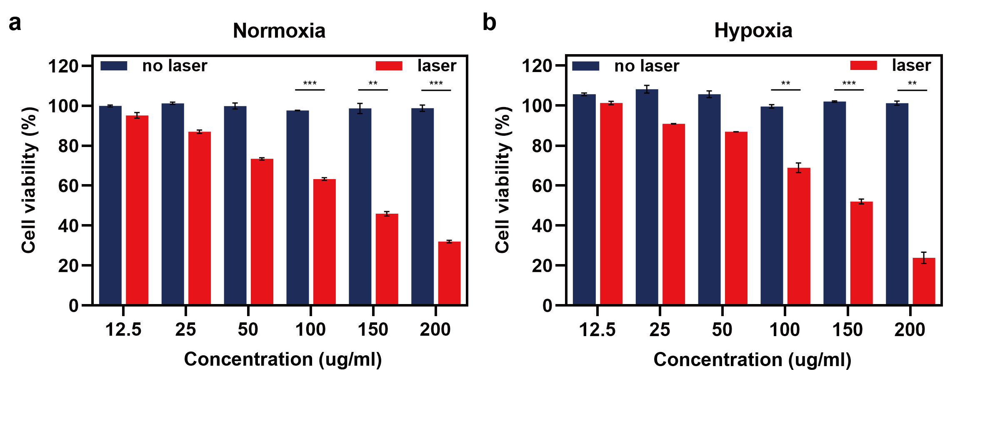 a
Normoxia
no laser
laser
***
**
***
120
100
80
60
40
20
0
Cell viability (%)
12.5
25
50
100
150
200
Concentration (ug/ml)
b
Hypoxia
no laser
laser
**
***
**
120
100
80
60
40
20
0
Cell viability (%)
12.5
25
50
100
150
200
Concentration (ug/ml)